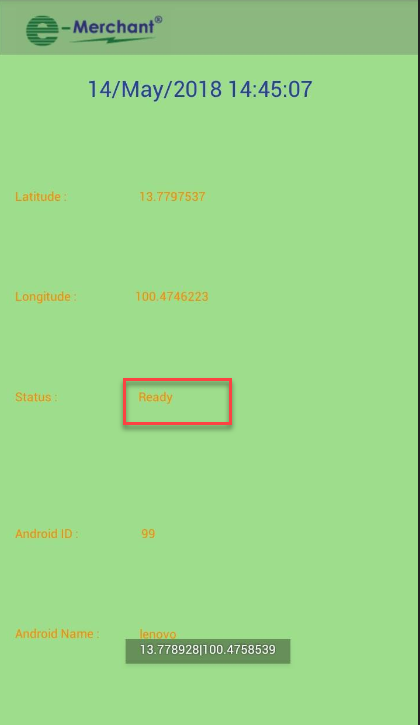 e-Merchant®
14/May/2018 14:45:07
Latitude : 13.7797537
Longitude : 100.4746223
Status : Ready
Android ID : 99
Android Name : lenovo
13.778928|100.4758539